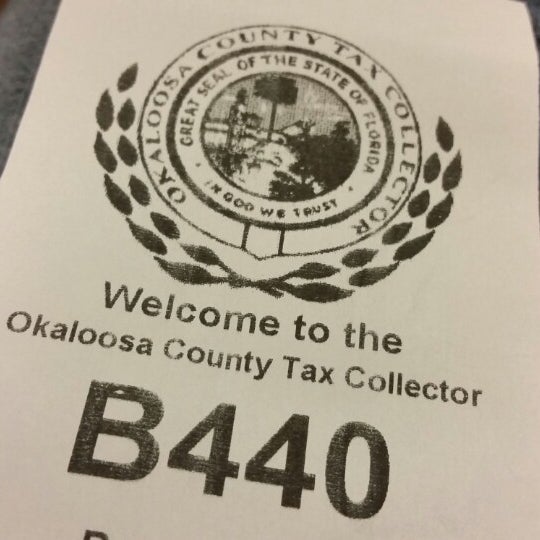 OKALOOSA COUNTY TAX COLLECTOR
GREAT SEAL OF THE STATE OF FLORIDA
IN GOD WE TRUST
Welcome to the
Okaloosa County Tax Collector
B440